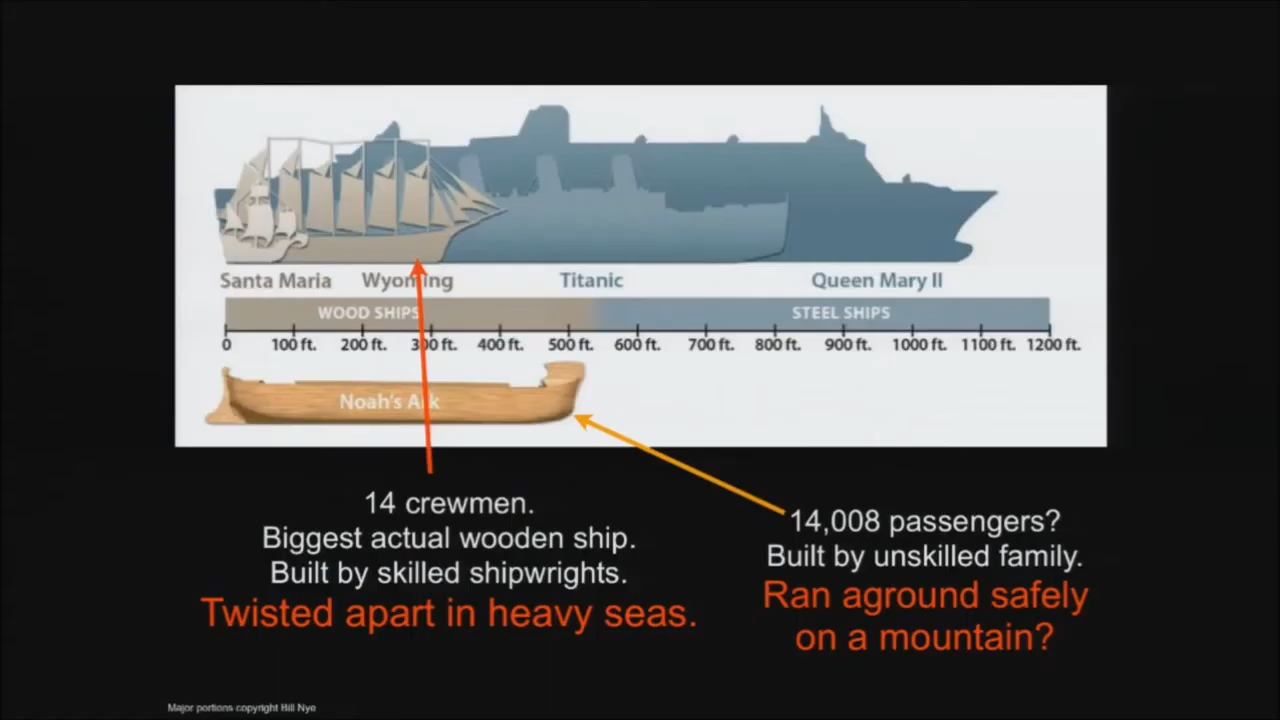 Santa Maria Wyoming Titanic Queen Mary II
WOOD SHIPS STEEL SHIPS
0 100 ft. 200 ft. 300 ft. 400 ft. 500 ft. 600 ft. 700 ft. 800 ft. 900 ft. 1000 ft. 1100 ft. 1200 ft.
Noah's Ark
14 crewmen.
Biggest actual wooden ship.
Built by skilled shipwrights.
Twisted apart in heavy seas.
14,008 passengers?
Built by unskilled family.
Ran aground safely
on a mountain?
Major portions copyright Bill Nye